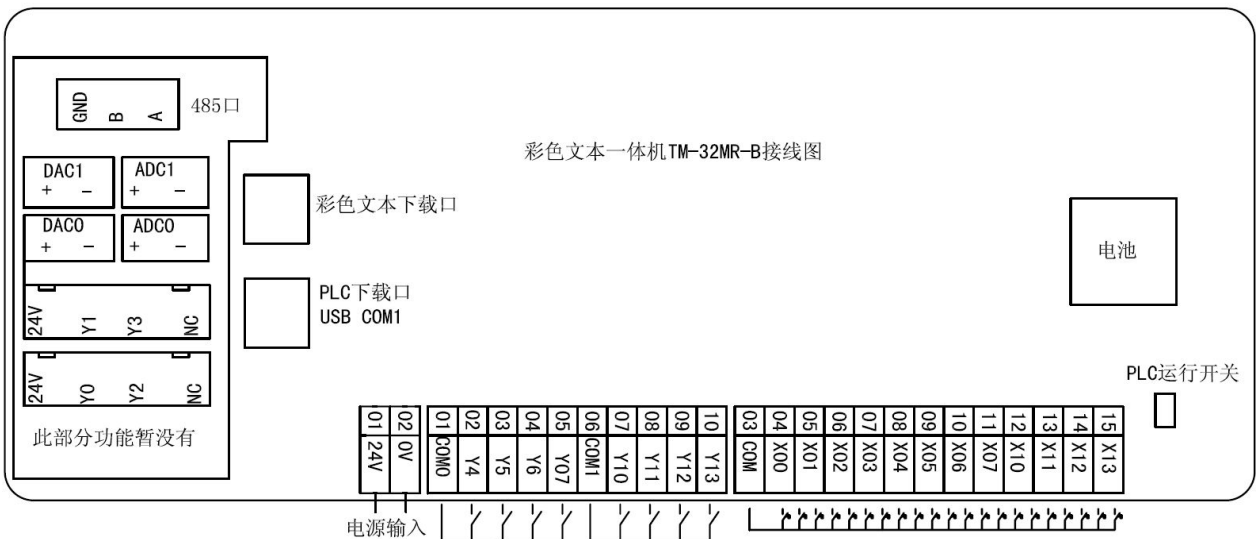 GND B A
485口
彩色文本一体机TM-32MR-B接线图
DAC1 ADC1
+ - + -
彩色文本下载口
DAC0 ADC0
+ - + -
电池
PLC下载口
USB COM1
24V Y1 Y3 NC
24V Y0 Y2 NC
PLC运行开关
此部分功能暂没有
01 02 01 02 03 04 05 06 07 08 09 10 03 04 05 06 07 08 09 10 11 12 13 14 15
24V 0V COM0 Y4 Y5 Y6 Y07 COM1 Y10 Y11 Y12 Y13 COM X00 X01 X02 X03 X04 X05 X06 X07 X10 X11 X12 X13
电源输入